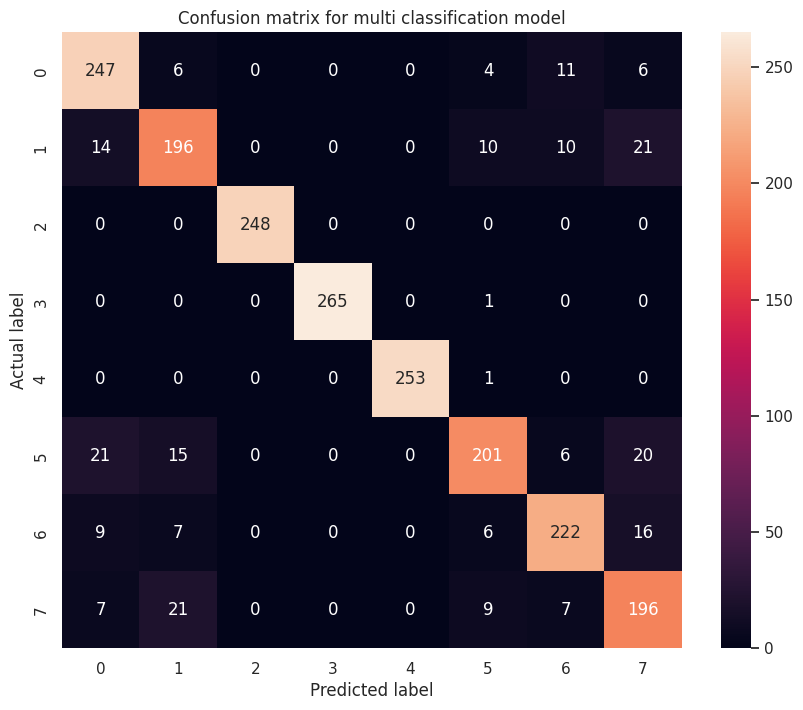 Confusion matrix for multi classification model
0 247 6 0 0 0 4 11 6
1 14 196 0 0 0 10 10 21
2 0 0 248 0 0 0 0 0
3 0 0 0 265 0 1 0 0
4 0 0 0 0 253 1 0 0
5 21 15 0 0 0 201 6 20
6 9 7 0 0 0 6 222 16
7 7 21 0 0 0 9 7 196
0 1 2 3 4 5 6 7
Actual label
Predicted label
250
200
150
100
50
0